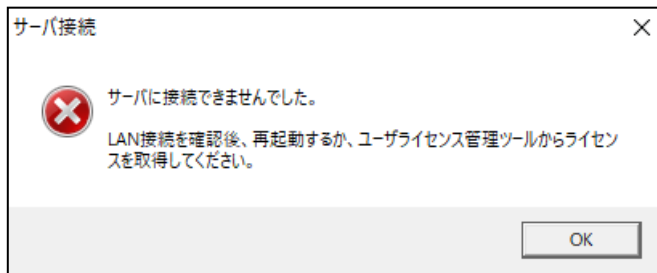 サーバ接続
サーバに接続できませんでした。
LAN接続を確認後、再起動するか、ユーザライセンス管理ツールからライセン
スを取得してください。
OK